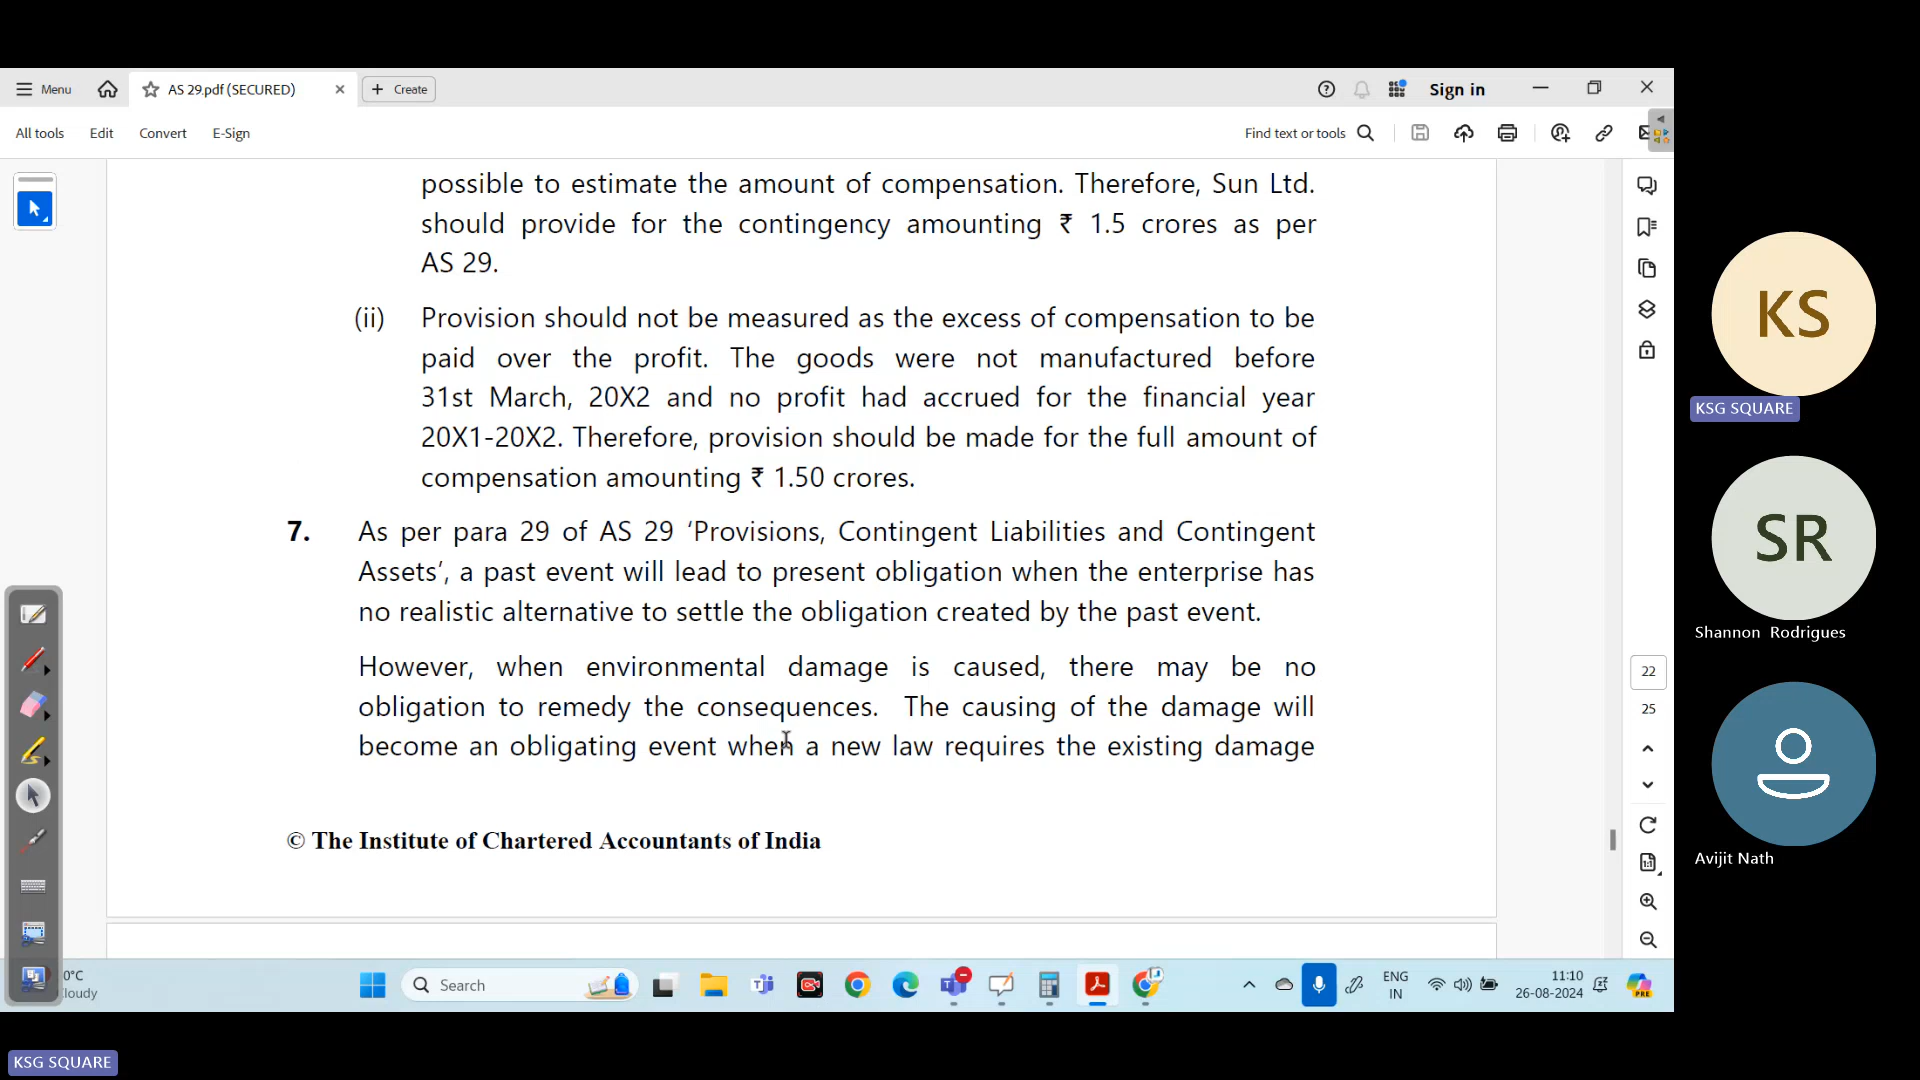 Menu
AS 29.pdf (SECURED)
Create
Sign in
All tools
Edit
Convert
E-Sign
Find text or tools
possible to estimate the amount of compensation. Therefore, Sun Ltd.
should provide for the contingency amounting ₹ 1.5 crores as per
AS 29.
(ii) Provision should not be measured as the excess of compensation to be
paid over the profit. The goods were not manufactured before
31st March, 20X2 and no profit had accrued for the financial year
20X1-20X2. Therefore, provision should be made for the full amount of
compensation amounting ₹ 1.50 crores.
7. As per para 29 of AS 29 ‘Provisions, Contingent Liabilities and Contingent
Assets’, a past event will lead to present obligation when the enterprise has
no realistic alternative to settle the obligation created by the past event.
However, when environmental damage is caused, there may be no
obligation to remedy the consequences. The causing of the damage will
become an obligating event when a new law requires the existing damage
© The Institute of Chartered Accountants of India
22
25
KS
KSG SQUARE
SR
Shannon Rodrigues
Avijit Nath
0°C
Cloudy
Search
ENG
IN
11:10
26-08-2024
PRE
KSG SQUARE